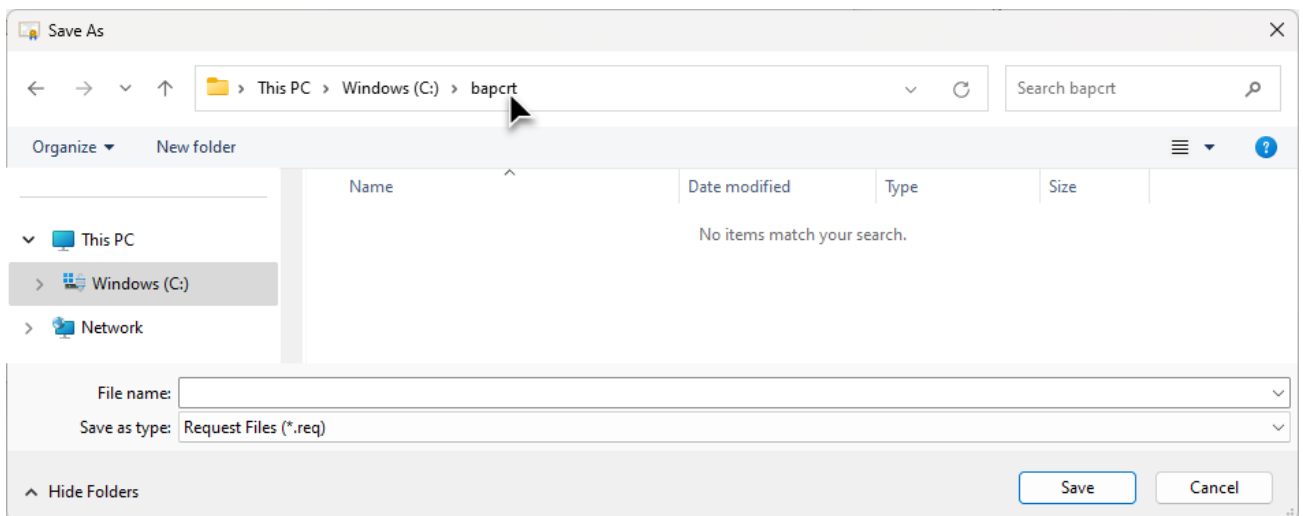 Save As
This PC > Windows (C:) > bapcrt
Search bapcrt
Organize
New folder
Name
Date modified
Type
Size
No items match your search.
This PC
Windows (C:)
Network
File name:
Save as type: Request Files (*.req)
Hide Folders
Save
Cancel